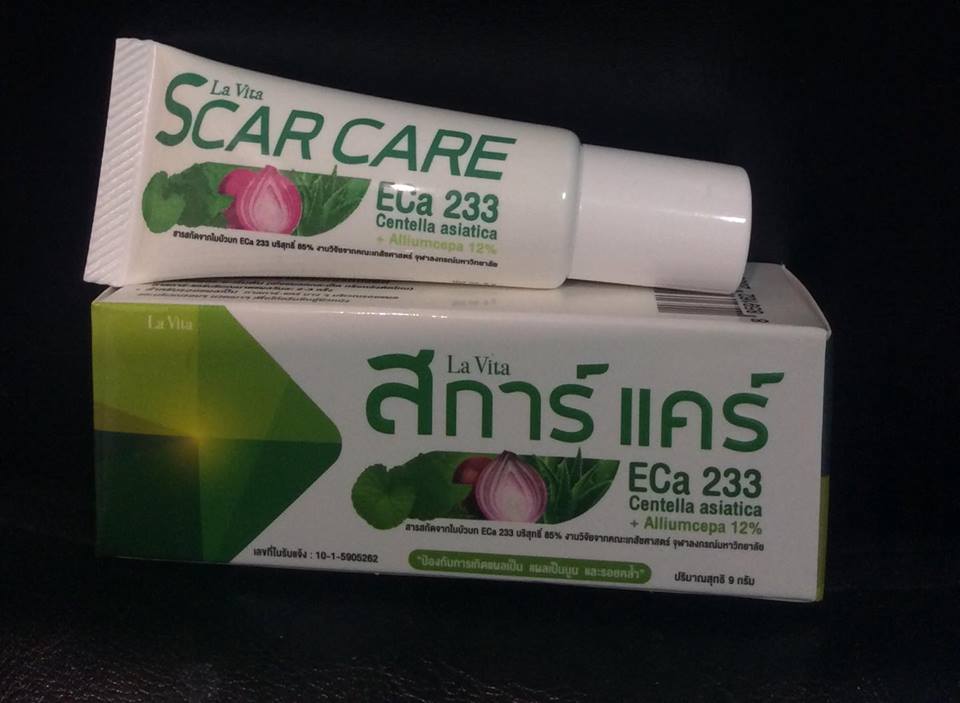 La Vita
SCAR CARE
ECa 233
Centella asiatica
+ Alliumcepa 12%
สารสกัดจากใบบัวบก ECa 233 บริสุทธิ์ 85% งานวิจัยจากคณะเภสัชศาสตร์ จุฬาลงกรณ์มหาวิทยาลัย
La Vita
La Vita
สการ์ แคร์
ECa 233
Centella asiatica
+ Alliumcepa 12%
สารสกัดจากใบบัวบก ECa 233 บริสุทธิ์ 85% งานวิจัยจากคณะเภสัชศาสตร์ จุฬาลงกรณ์มหาวิทยาลัย
เลขที่ใบรับแจ้ง : 10-1-5905262
"ป้องกันการเกิดแผลเป็น แผลเป็นนูน และรอยคล้ำ"
ปริมาณสุทธิ 9 กรัม